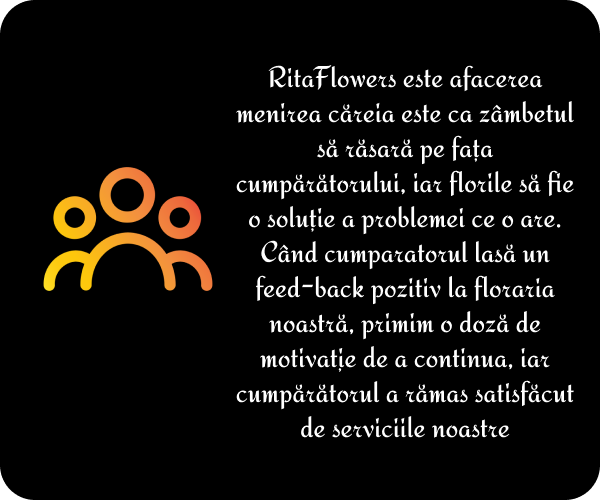 RitaFlowers este afacerea
menirea căreia este ca zâmbetul
să răsară pe fața
cumpărătorului, iar florile să fie
o soluție a problemei ce o are.
Când cumparatorul lasă un
feed-back pozitiv la floraria
noastră, primim o doză de
motivație de a continua, iar
cumpărătorul a rămas satisfăcut
de serviciile noastre